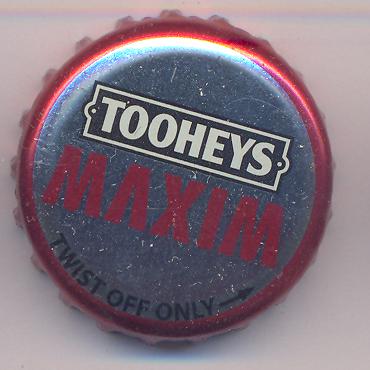 TOOHEYS
MAXIM
TWIST OFF ONLY →